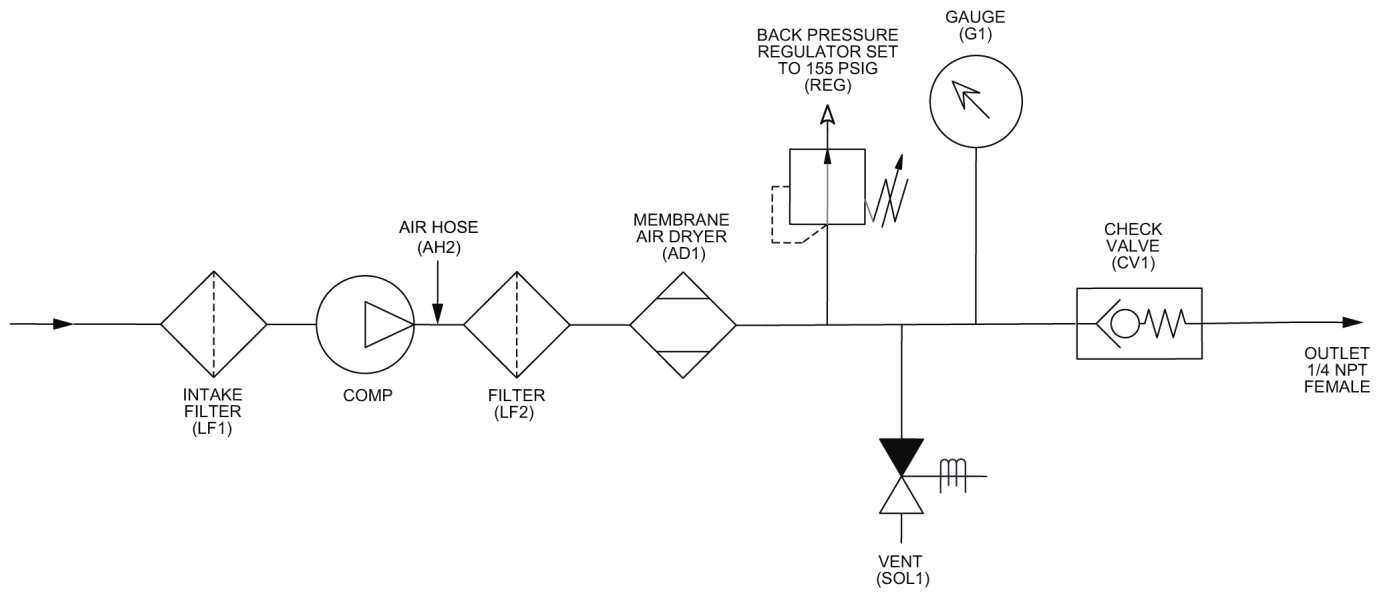 GAUGE
(G1)
BACK PRESSURE
REGULATOR SET
TO 155 PSIG
(REG)
AIR HOSE
(AH2)
MEMBRANE
AIR DRYER
(AD1)
CHECK
VALVE
(CV1)
INTAKE
FILTER
(LF1)
COMP
FILTER
(LF2)
OUTLET
1/4 NPT
FEMALE
VENT
(SOL1)